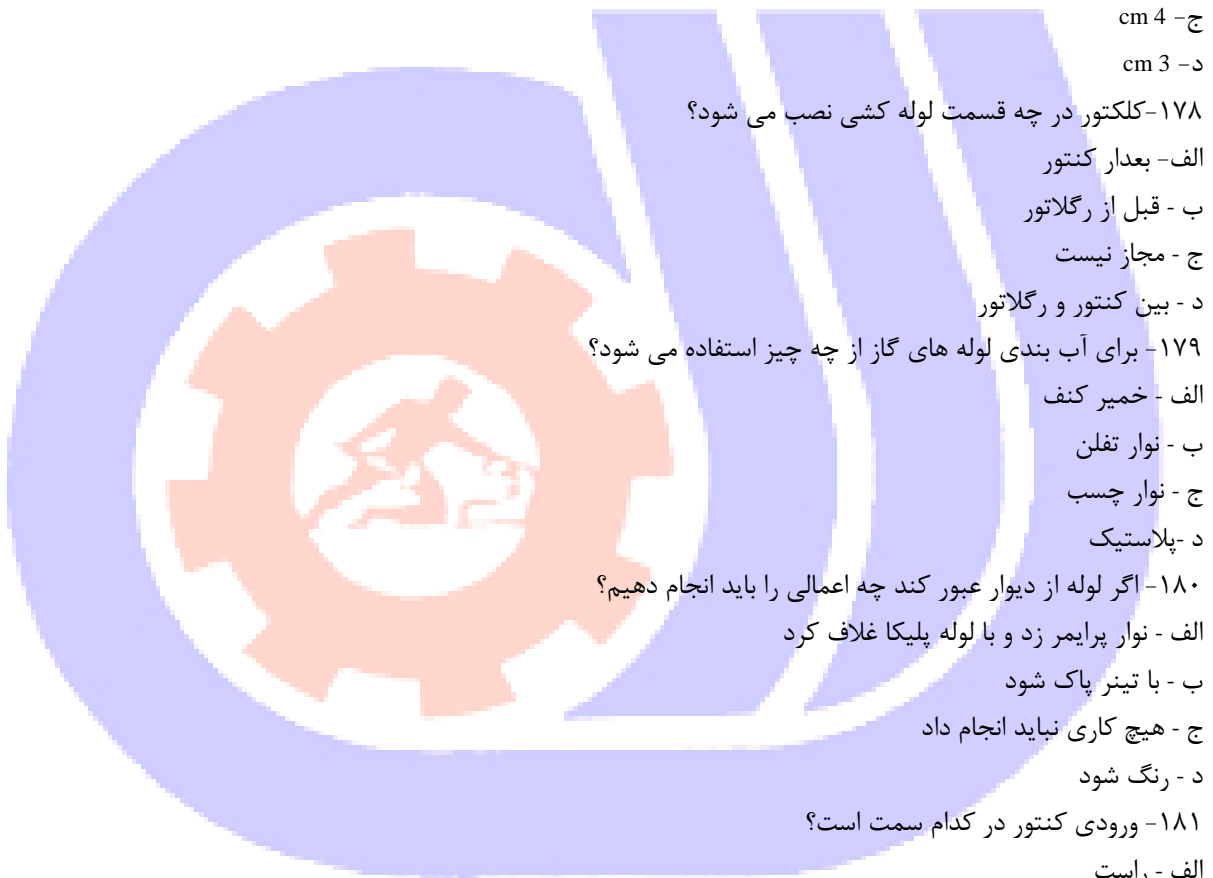 ج- 4 cm
د- 3 cm
۱۷۸-کلکتور در چه قسمت لوله کشی نصب می شود؟
الف- بعدار کنتور
ب - قبل از رگلاتور
ج - مجاز نیست
د - بین کنتور و رگلاتور
۱۷۹- برای آب بندی لوله های گاز از چه چیز استفاده می شود؟
الف - خمیر کنف
ب - نوار تفلن
ج - نوار چسب
د -پلاستیک
۱۸۰- اگر لوله از دیوار عبور کند چه اعمالی را باید انجام دهیم؟
الف - نوار پرایمر زد و با لوله پلیکا غلاف کرد
ب - با تینر پاک شود
ج - هیچ کاری نباید انجام داد
د - رنگ شود
۱۸۱- ورودی کنتور در کدام سمت است؟
الف - راست